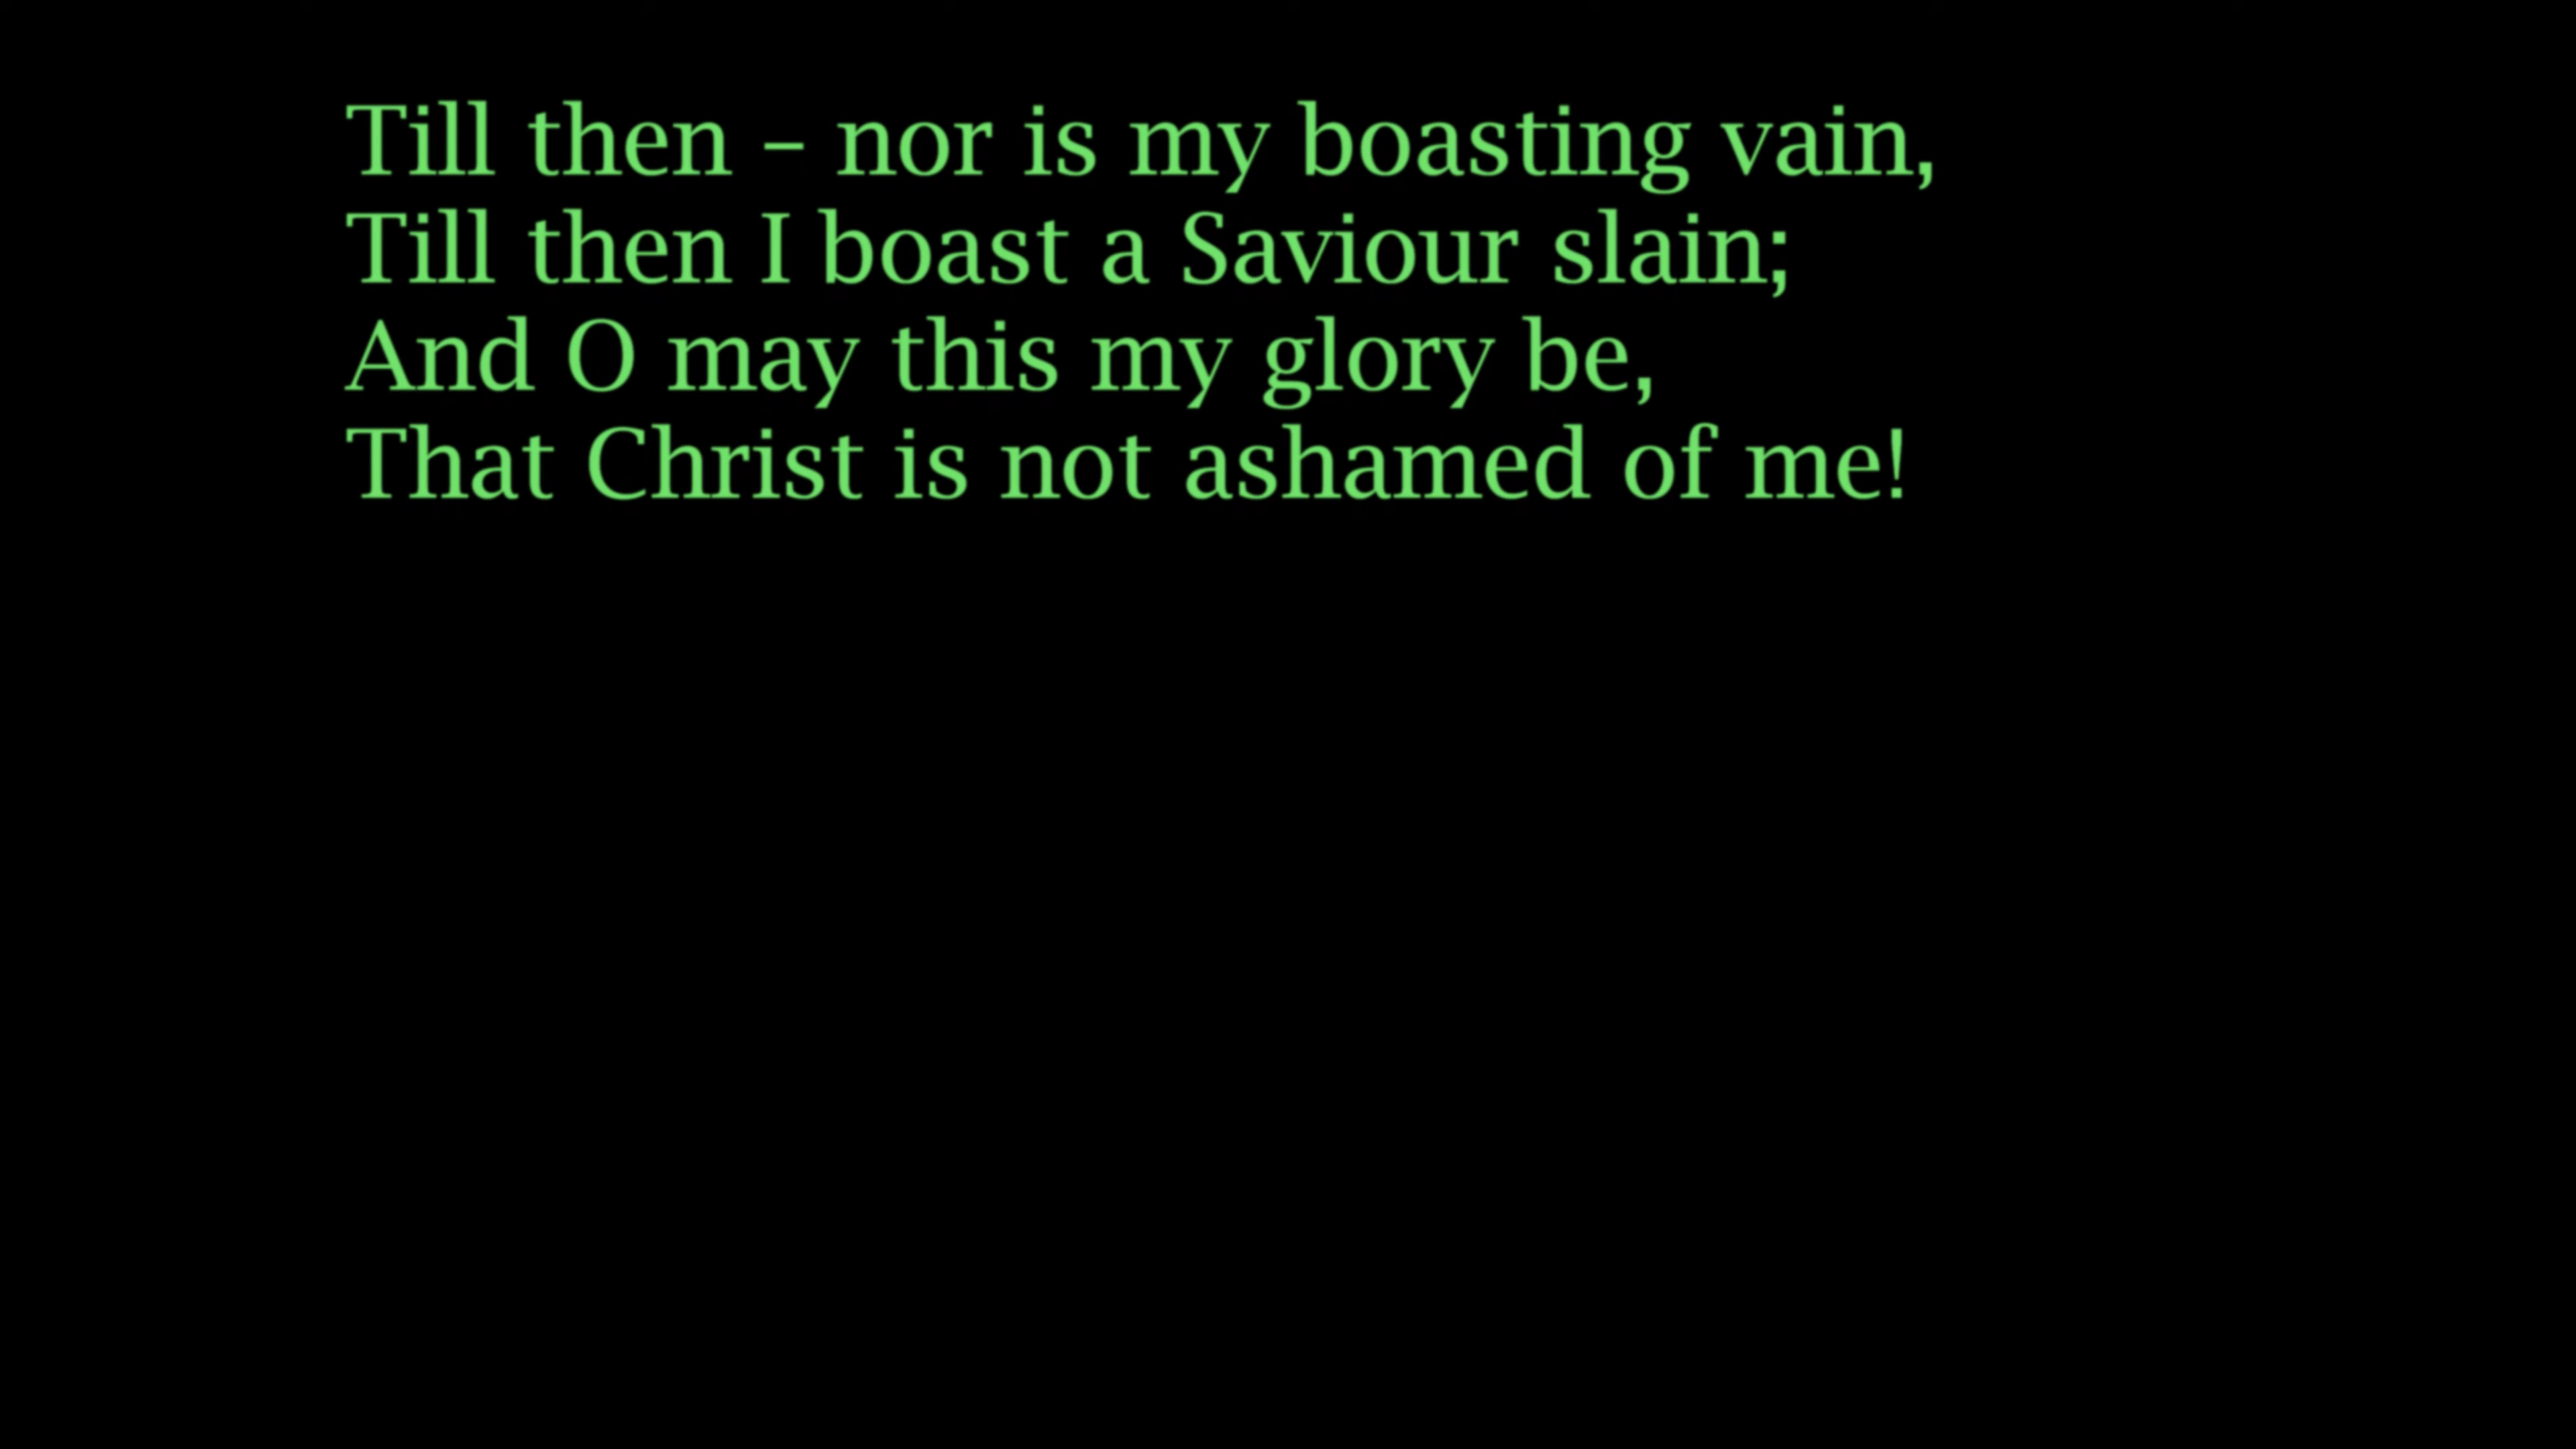 Till then – nor is my boasting vain,
Till then I boast a Saviour slain;
And O may this my glory be,
That Christ is not ashamed of me!